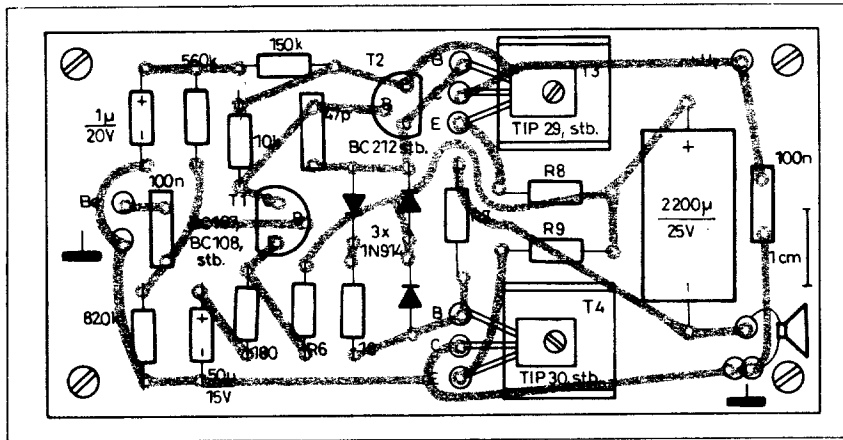 150k
T2
B
T3
560k
1µ
20V
B
C
47p
E
TIP 29, stb.
10k
BC 212 stb.
100n
R8
100n
T1
B
2200µ
25V
BC108,
stb.
3x
1N914
R9
1cm
820k
B
T4
180
R6
C
50µ
15V
TIP 30, stb.